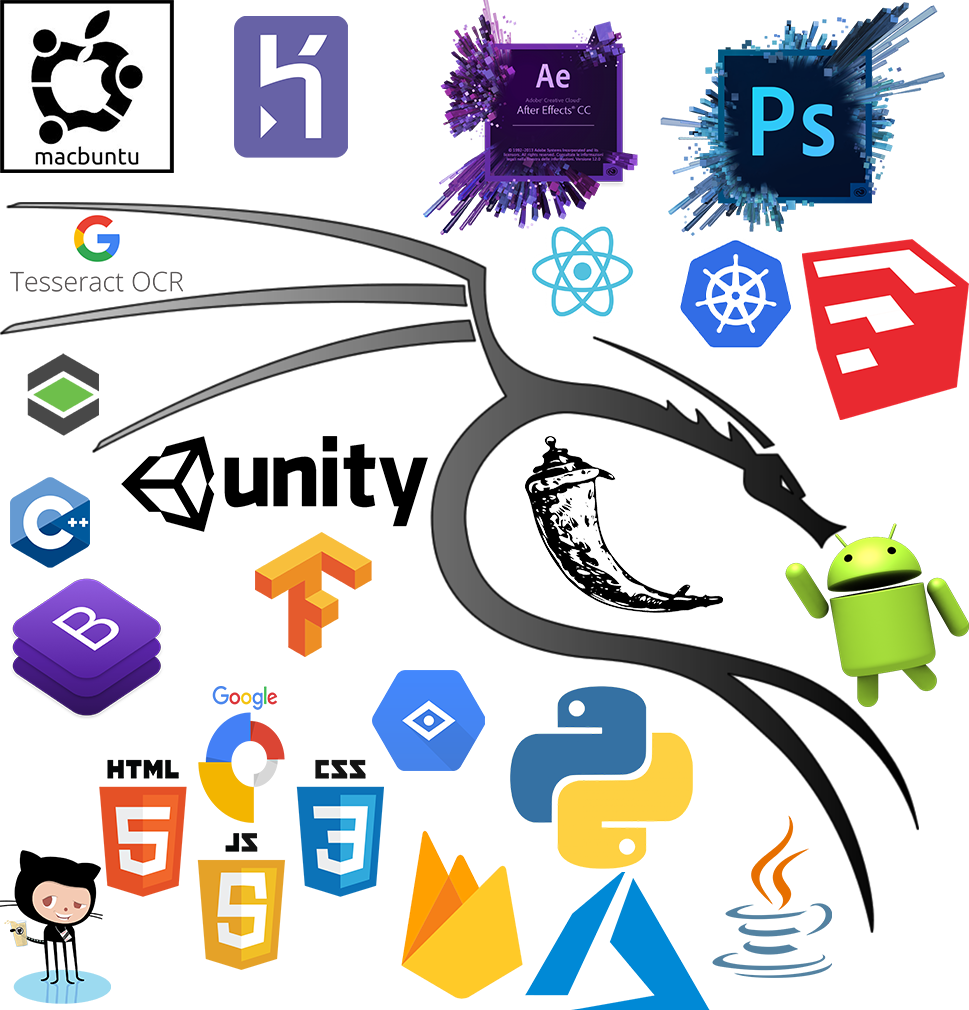 macbuntu
Ae
Adobe® Creative Cloud®
After Effects® CC
Ps
Tesseract OCR
unity
C++
B
Google
HTML
5
CSS
3
JS
5